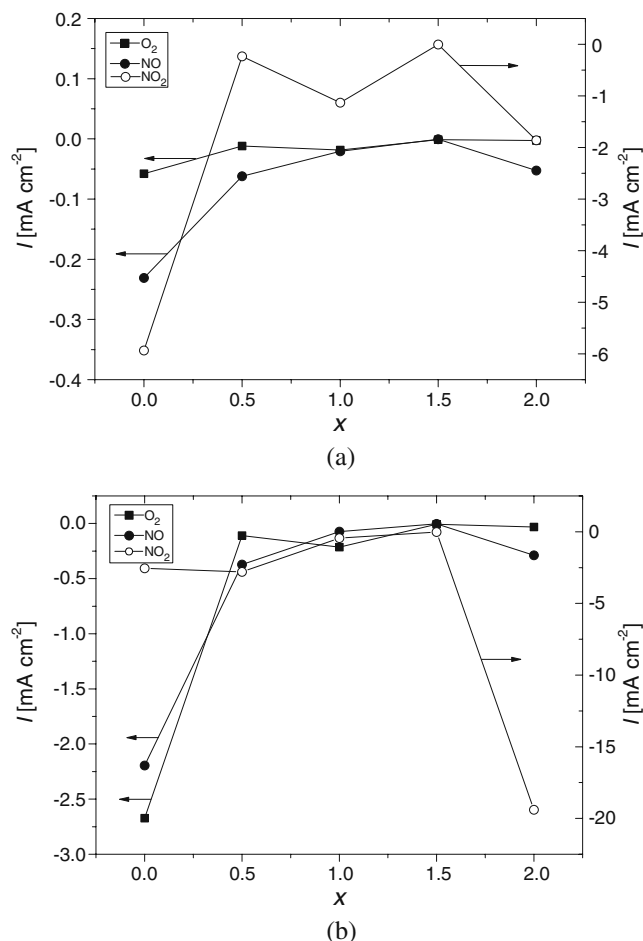 0.2
0.1
0.0
-0.1
-0.2
-0.3
-0.4
I [mA cm⁻²]
O₂
NO
NO₂
0
-1
-2
-3
-4
-5
-6
I [mA cm⁻²]
0.0 0.5 1.0 1.5 2.0
x
(a)
0.0
-0.5
-1.0
-1.5
-2.0
-2.5
-3.0
I [mA cm⁻²]
O₂
NO
NO₂
0
-5
-10
-15
-20
I [mA cm⁻²]
0.0 0.5 1.0 1.5 2.0
x
(b)